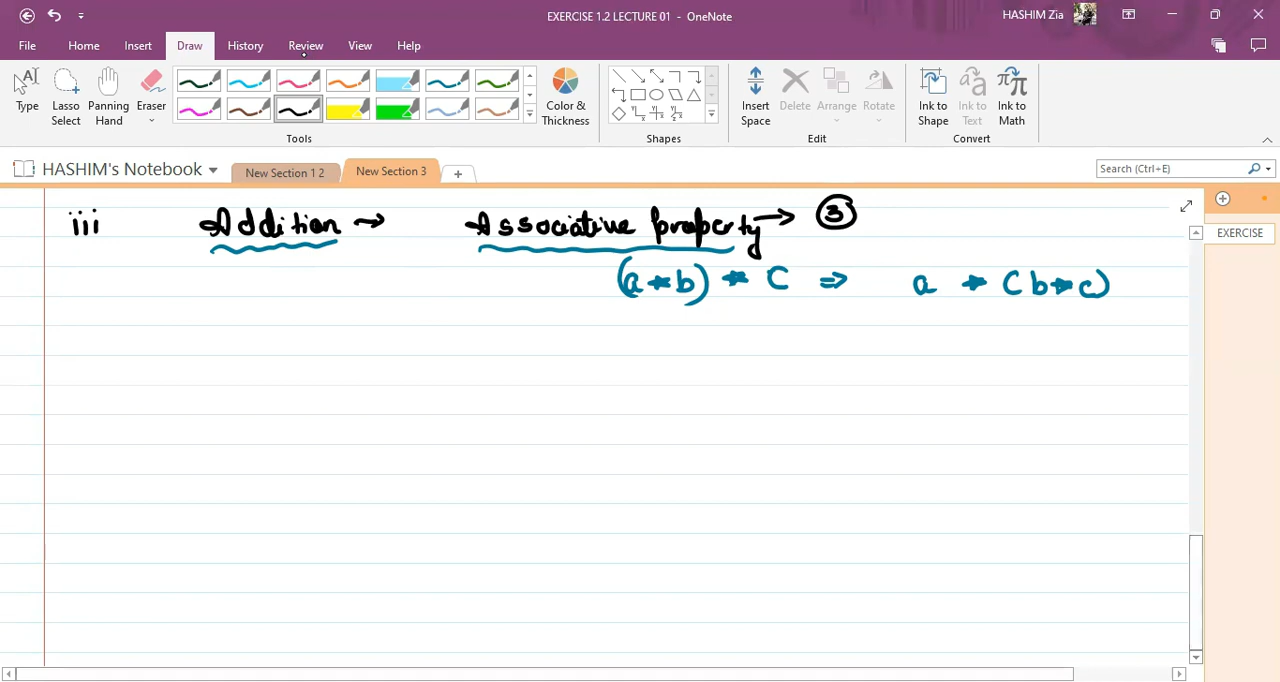 EXERCISE 1.2 LECTURE 01 - OneNote
HASHIM Zia
File Home Insert Draw History Review View Help
Type
Lasso Select
Panning Hand
Eraser
Color & Thickness
Insert Space
Delete
Arrange
Rotate
Ink to Shape
Ink to Text
Ink to Math
Tools
Shapes
Edit
Convert
HASHIM's Notebook
New Section 1 2
New Section 3
+
Search (Ctrl+E)
iii Addition → Associative property → ③
EXERCISE
(a * b) * C ⇒ a * (b * c)